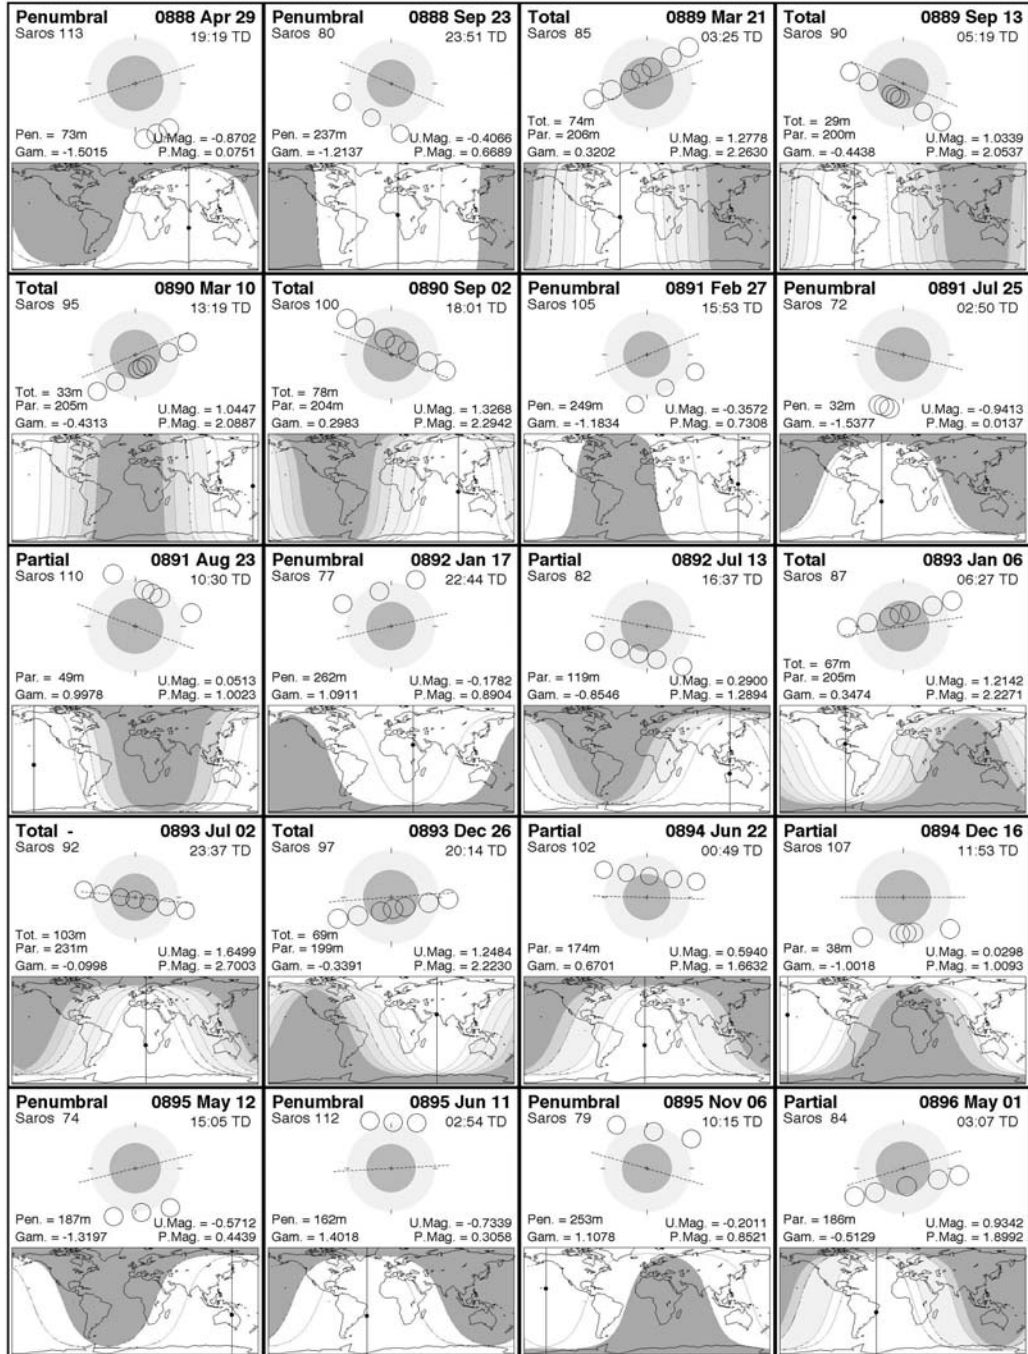 Penumbral 0888 Apr 29
Saros 113 19:19 TD
Pen. = 73m U.Mag. = -0.8702
Gam. = -1.5015 P.Mag. = 0.0751
Penumbral 0888 Sep 23
Saros 80 23:51 TD
Pen. = 237m U.Mag. = -0.4066
Gam. = -1.2137 P.Mag. = 0.6689
Total 0889 Mar 21
Saros 85 03:25 TD
Tot. = 74m
Par. = 206m U.Mag. = 1.2778
Gam. = 0.3202 P.Mag. = 2.2630
Total 0889 Sep 13
Saros 90 05:19 TD
Tot. = 29m
Par. = 200m U.Mag. = 1.0339
Gam. = -0.4438 P.Mag. = 2.0537
Total 0890 Mar 10
Saros 95 13:19 TD
Tot. = 33m
Par. = 205m U.Mag. = 1.0447
Gam. = -0.4313 P.Mag. = 2.0887
Total 0890 Sep 02
Saros 100 18:01 TD
Tot. = 78m
Par. = 204m U.Mag. = 1.3268
Gam. = 0.2983 P.Mag. = 2.2942
Penumbral 0891 Feb 27
Saros 105 15:53 TD
Pen. = 249m U.Mag. = -0.3572
Gam. = -1.1834 P.Mag. = 0.7308
Penumbral 0891 Jul 25
Saros 72 02:50 TD
Pen. = 32m U.Mag. = -0.9413
Gam. = -1.5377 P.Mag. = 0.0137
Partial 0891 Aug 23
Saros 110 10:30 TD
Par. = 49m U.Mag. = 0.0513
Gam. = 0.9978 P.Mag. = 1.0023
Penumbral 0892 Jan 17
Saros 77 22:44 TD
Pen. = 262m U.Mag. = -0.1782
Gam. = 1.0911 P.Mag. = 0.8904
Partial 0892 Jul 13
Saros 82 16:37 TD
Par. = 119m U.Mag. = 0.2900
Gam. = -0.8546 P.Mag. = 1.2894
Total 0893 Jan 06
Saros 87 06:27 TD
Tot. = 67m
Par. = 205m U.Mag. = 1.2142
Gam. = 0.3474 P.Mag. = 2.2271
Total - 0893 Jul 02
Saros 92 23:37 TD
Tot. = 103m
Par. = 231m U.Mag. = 1.6499
Gam. = -0.0998 P.Mag. = 2.7003
Total 0893 Dec 26
Saros 97 20:14 TD
Tot. = 69m
Par. = 199m U.Mag. = 1.2484
Gam. = -0.3391 P.Mag. = 2.2230
Partial 0894 Jun 22
Saros 102 00:49 TD
Par. = 174m U.Mag. = 0.5940
Gam. = 0.6701 P.Mag. = 1.6632
Partial 0894 Dec 16
Saros 107 11:53 TD
Par. = 38m U.Mag. = 0.0298
Gam. = -1.0018 P.Mag. = 1.0093
Penumbral 0895 May 12
Saros 74 15:05 TD
Pen. = 187m U.Mag. = -0.5712
Gam. = -1.3197 P.Mag. = 0.4439
Penumbral 0895 Jun 11
Saros 112 02:54 TD
Pen. = 162m U.Mag. = -0.7339
Gam. = 1.4018 P.Mag. = 0.3058
Penumbral 0895 Nov 06
Saros 79 10:15 TD
Pen. = 253m U.Mag. = -0.2011
Gam. = 1.1078 P.Mag. = 0.8521
Partial 0896 May 01
Saros 84 03:07 TD
Par. = 186m U.Mag. = 0.9342
Gam. = -0.5129 P.Mag. = 1.8992